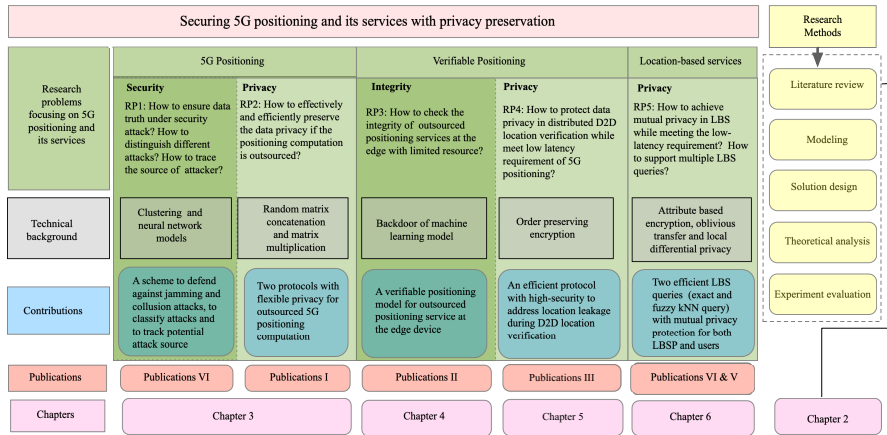 Securing 5G positioning and its services with privacy preservation
Research
Methods
Research
problems
focusing on 5G
positioning and
its services
5G Positioning
Verifiable Positioning
Location-based services
Security
RP1: How to ensure data
truth under security
attack? How to
distinguish different
attacks? How to trace
the source of attacker?
Privacy
RP2: How to effectively
and efficiently preserve
the data privacy if the
positioning computation
is outsourced?
Integrity
RP3: How to check the
integrity of outsourced
positioning services at the
edge with limited resource?
Privacy
RP4: How to protect data
privacy in distributed D2D
location verification while
meet low latency
requirement of 5G
positioning?
Privacy
RP5: How to achieve
mutual privacy in LBS
while meeting the low-
latency requirement? How
to support multiple LBS
queries?
Literature review
Modeling
Solution design
Theoretical analysis
Experiment evaluation
Technical
background
Clustering and
neural network
models
Random matrix
concatenation
and matrix
multiplication
Backdoor of machine
learning model
Order preserving
encryption
Attribute based
encryption, oblivious
transfer and local
differential privacy
Contributions
A scheme to defend
against jamming and
collusion attacks, to
classify attacks and
to track potential
attack source
Two protocols with
flexible privacy for
outsourced 5G
positioning
computation
A verifiable positioning
model for outsourced
positioning service at
the edge device
An efficient protocol
with high-security to
address location leakage
during D2D location
verification
Two efficient LBS
queries (exact and
fuzzy kNN query)
with mutual privacy
protection for both
LBSP and users
Publications
Publications VI
Publications I
Publications II
Publications III
Publications VI & V
Chapters
Chapter 3
Chapter 4
Chapter 5
Chapter 6
Chapter 2